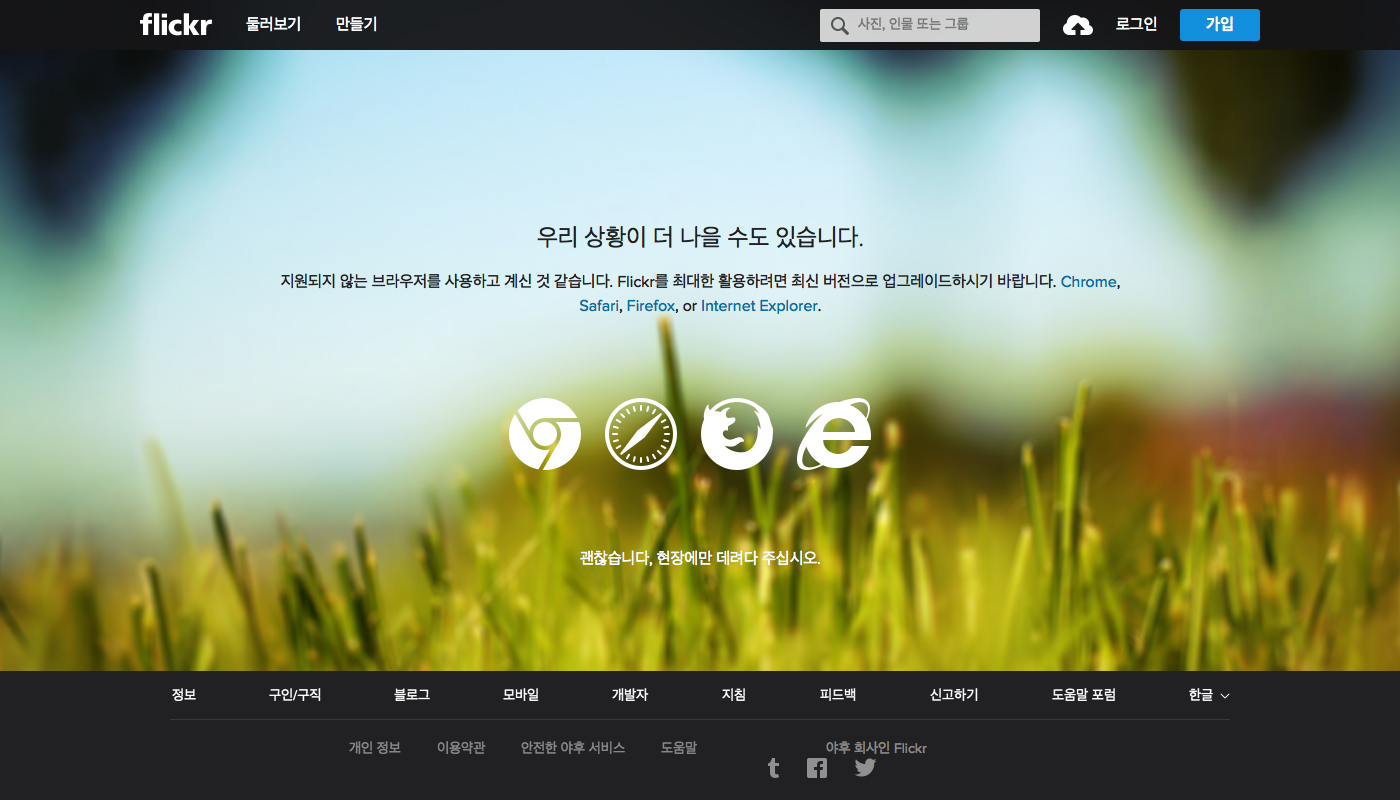 flickr 둘러보기 만들기 사진, 인물 또는 그룹 로그인 가입
우리 상황이 더 나을 수도 있습니다.
지원되지 않는 브라우저를 사용하고 계신 것 같습니다. Flickr를 최대한 활용하려면 최신 버전으로 업그레이드하시기 바랍니다. Chrome,
Safari, Firefox, or Internet Explorer.
괜찮습니다, 현장에만 데려다 주십시오.
정보 구인/구직 블로그 모바일 개발자 지침 피드백 신고하기 도움말 포럼 한글
개인 정보 이용약관 안전한 야후 서비스 도움말 야후 회사인 Flickr